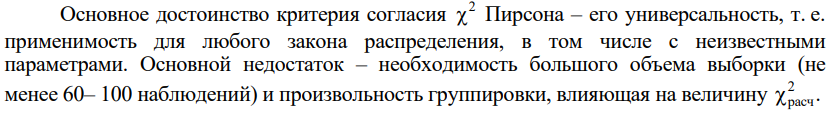 Основное достоинство критерия согласия χ² Пирсона – его универсальность, т. е.
применимость для любого закона распределения, в том числе с неизвестными
параметрами. Основной недостаток – необходимость большого объема выборки (не
менее 60– 100 наблюдений) и произвольность группировки, влияющая на величину χ²расч.